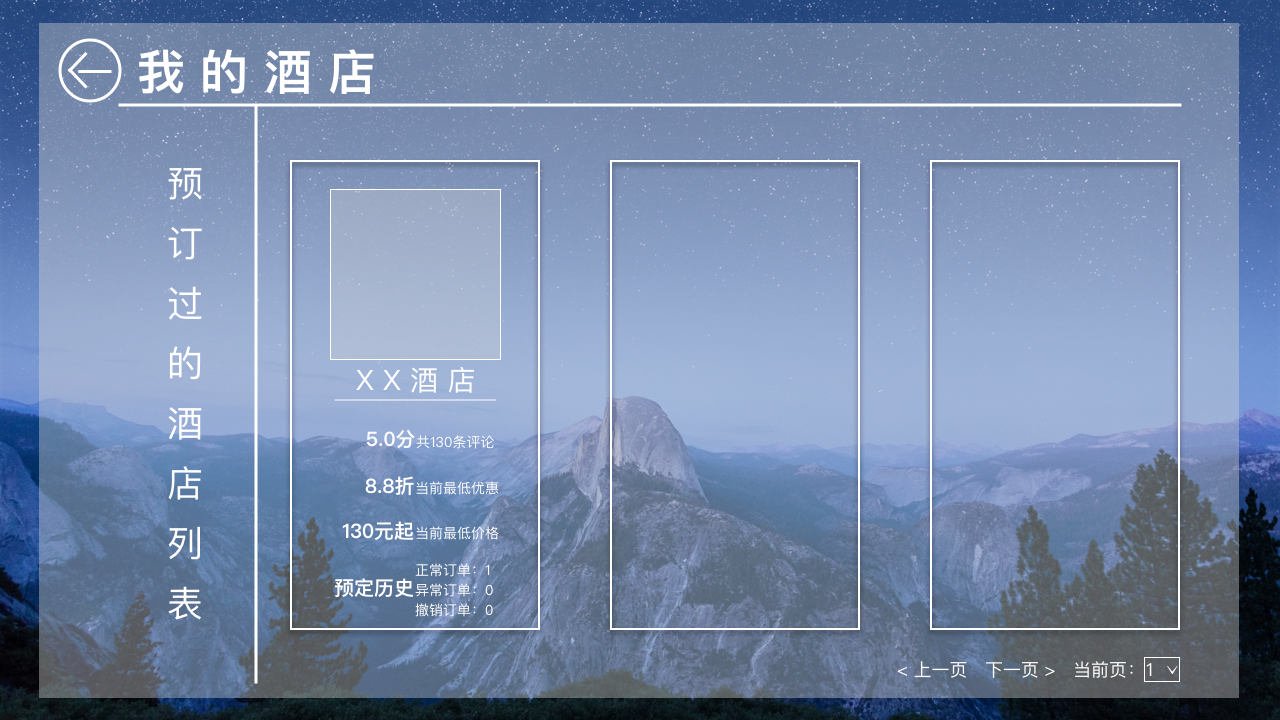 我的酒店
预订过的酒店列表
XX酒店
5.0分共130条评论
8.8折当前最低优惠
130元起当前最低价格
预定历史
正常订单：1
异常订单：0
撤销订单：0
< 上一页 下一页 > 当前页：1